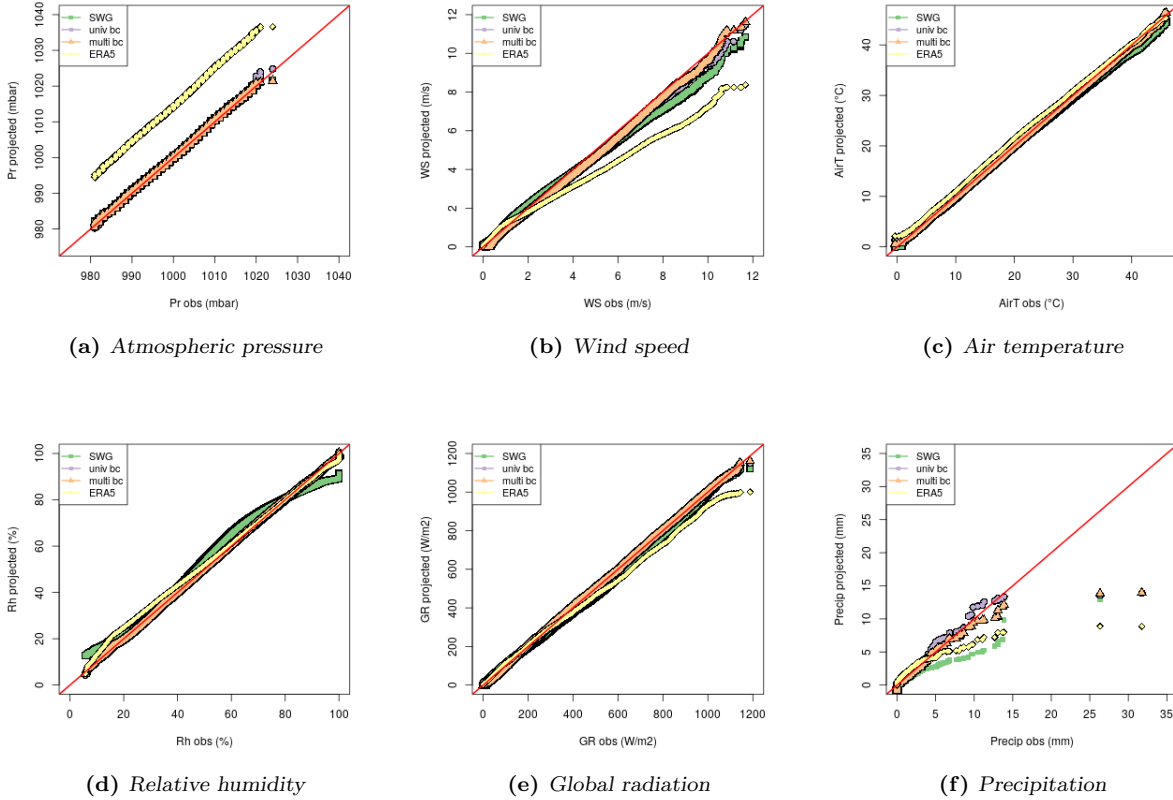 SWG
univ bc
multi bc
ERA5
Pr projected (mbar)
980 990 1000 1010 1020 1030 1040
980 990 1000 1010 1020 1030 1040
Pr obs (mbar)
(a) Atmospheric pressure
SWG
univ bc
multi bc
ERA5
WS projected (m/s)
0 2 4 6 8 10 12
0 2 4 6 8 10 12
WS obs (m/s)
(b) Wind speed
SWG
univ bc
multi bc
ERA5
AirT projected (°C)
0 10 20 30 40
0 10 20 30 40
AirT obs (°C)
(c) Air temperature
SWG
univ bc
multi bc
ERA5
Rh projected (%)
0 20 40 60 80 100
0 20 40 60 80 100
Rh obs (%)
(d) Relative humidity
SWG
univ bc
multi bc
ERA5
GR projected (W/m2)
0 200 400 600 800 1000 1200
0 200 400 600 800 1000 1200
GR obs (W/m2)
(e) Global radiation
SWG
univ bc
multi bc
ERA5
Precip projected (mm)
0 5 10 15 20 25 30 35
0 5 10 15 20 25 30 35
Precip obs (mm)
(f) Precipitation